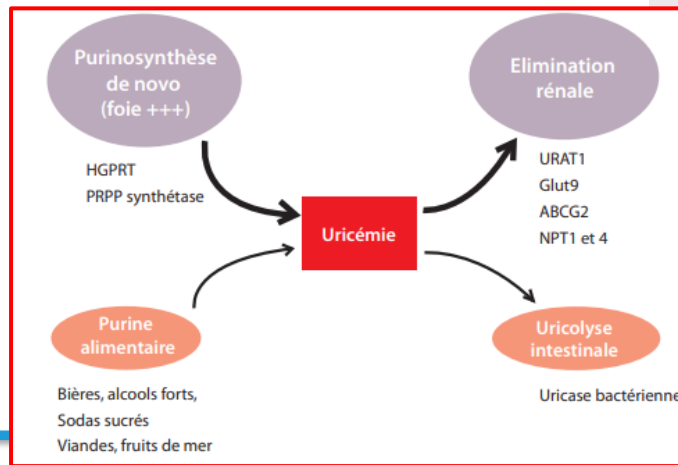 Purinosynthèse
de novo
(foie +++)
HGPRT
PRPP synthétase
Elimination
rénale
URAT1
Glut9
ABCG2
NPT1 et 4
Uricémie
Purine
alimentaire
Bières, alcools forts,
Sodas sucrés
Viandes, fruits de mer
Uricolyse
intestinale
Uricase bactérienne